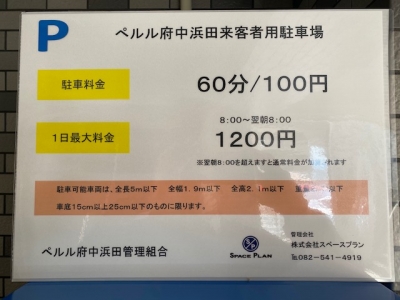 P ペルル府中浜田来客者用駐車場
駐車料金 60分/100円
8:00～翌朝8:00
1日最大料金 1200円
※翌朝8:00を超えますと通常料金が加算されます
駐車可能車両は、全長5m以下 全幅1.9m以下 全高2.1m以下 以下
車底15cm以上25cm以下のものに限ります。
管理会社
ペルル府中浜田管理組合 SPACE PLAN 株式会社スペースプラン
℡082-541-4919